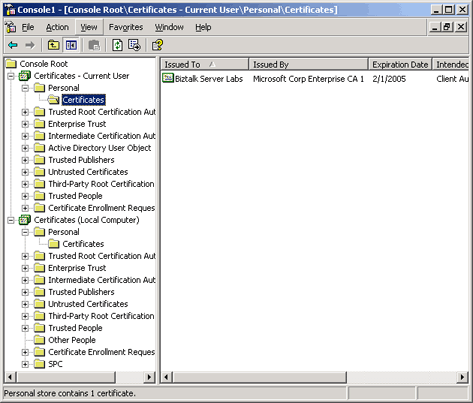 Console1 - [Console Root\Certificates - Current User\Personal\Certificates]
File Action View Favorites Window Help
Console Root
Certificates - Current User
Personal
Certificates
Trusted Root Certification Aut
Enterprise Trust
Intermediate Certification Aut
Active Directory User Object
Trusted Publishers
Untrusted Certificates
Third-Party Root Certification
Trusted People
Certificate Enrollment Reques
Certificates (Local Computer)
Personal
Certificates
Trusted Root Certification Aut
Enterprise Trust
Intermediate Certification Aut
Trusted Publishers
Untrusted Certificates
Third-Party Root Certification
Trusted People
Other People
Certificate Enrollment Reques
SPC
Issued To Issued By Expiration Date Intended
Biztalk Server Labs Microsoft Corp Enterprise CA 1 2/1/2005 Client Au
Personal store contains 1 certificate.